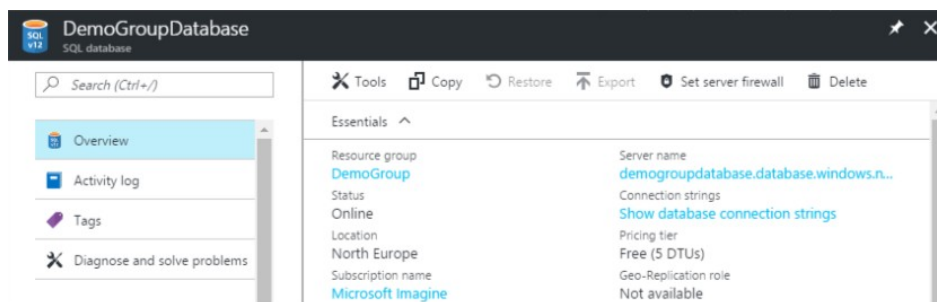 DemoGroupDatabase
SQL database
SQL
v12
Search (Ctrl+/)
Overview
Activity log
Tags
Diagnose and solve problems
Tools Copy Restore Export Set server firewall Delete
Essentials
Resource group
DemoGroup
Status
Online
Location
North Europe
Subscription name
Microsoft Imagine
Server name
demogroupdatabase.database.windows.n...
Connection strings
Show database connection strings
Pricing tier
Free (5 DTUs)
Geo-Replication role
Not available